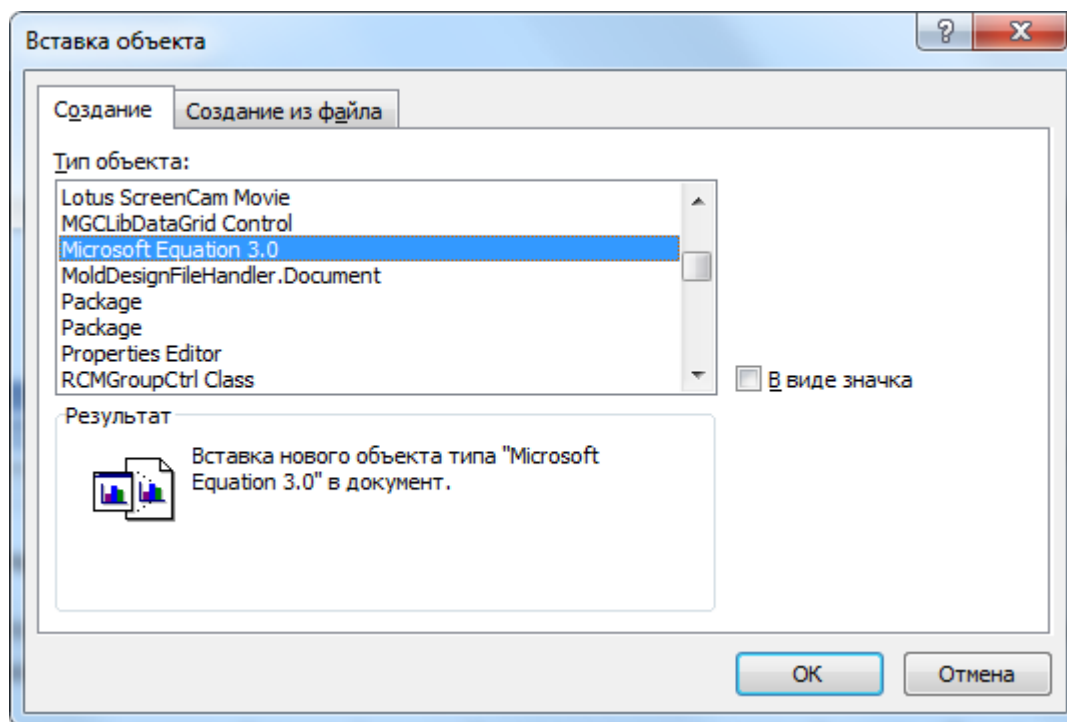 Вставка объекта
Создание
Создание из файла
Тип объекта:
Lotus ScreenCam Movie
MGCLibDataGrid Control
Microsoft Equation 3.0
MoldDesignFileHandler.Document
Package
Package
Properties Editor
RCMGroupCtrl Class
В виде значка
Результат
Вставка нового объекта типа "Microsoft
Equation 3.0" в документ.
ОК
Отмена